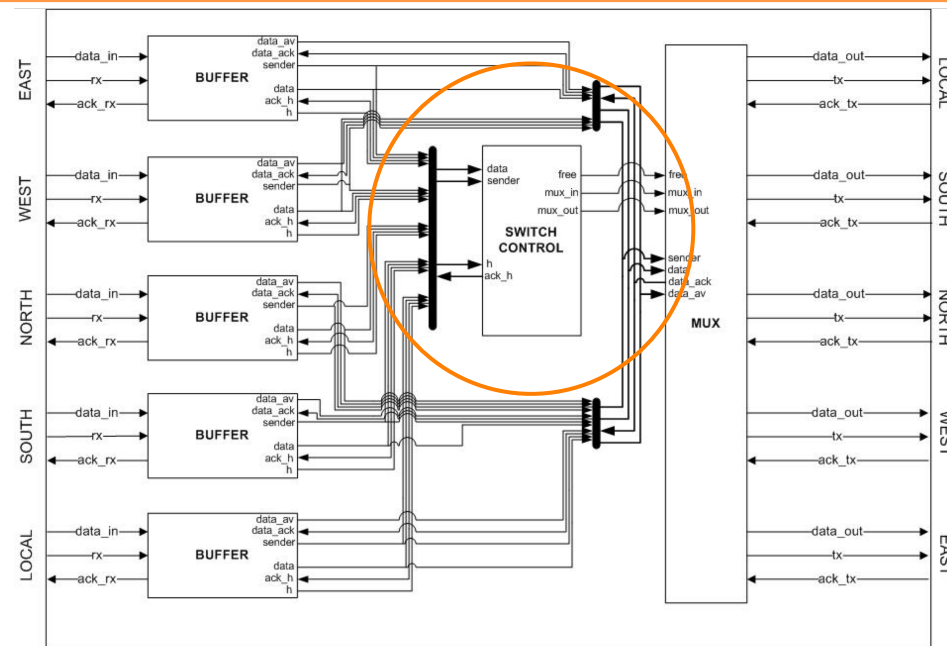 EAST
data_in
rx
ack_rx
BUFFER
data_av
data_ack
sender
data
ack_h
h
WEST
data_in
rx
ack_rx
BUFFER
data_av
data_ack
sender
data
ack_h
h
NORTH
data_in
rx
ack_rx
BUFFER
data_av
data_ack
sender
data
ack_h
h
SOUTH
data_in
rx
ack_rx
BUFFER
data_av
data_ack
sender
data
ack_h
h
LOCAL
data_in
rx
ack_rx
BUFFER
data_av
data_ack
sender
data
ack_h
h
data
sender
free
mux_in
mux_out
SWITCH
CONTROL
h
ack_h
free
mux_in
mux_out
sender
data
data_ack
data_av
MUX
data_out
tx
ack_tx
LOCAL
data_out
tx
ack_tx
SOUTH
data_out
tx
ack_tx
NORTH
data_out
tx
ack_tx
WEST
data_out
tx
ack_tx
EAST